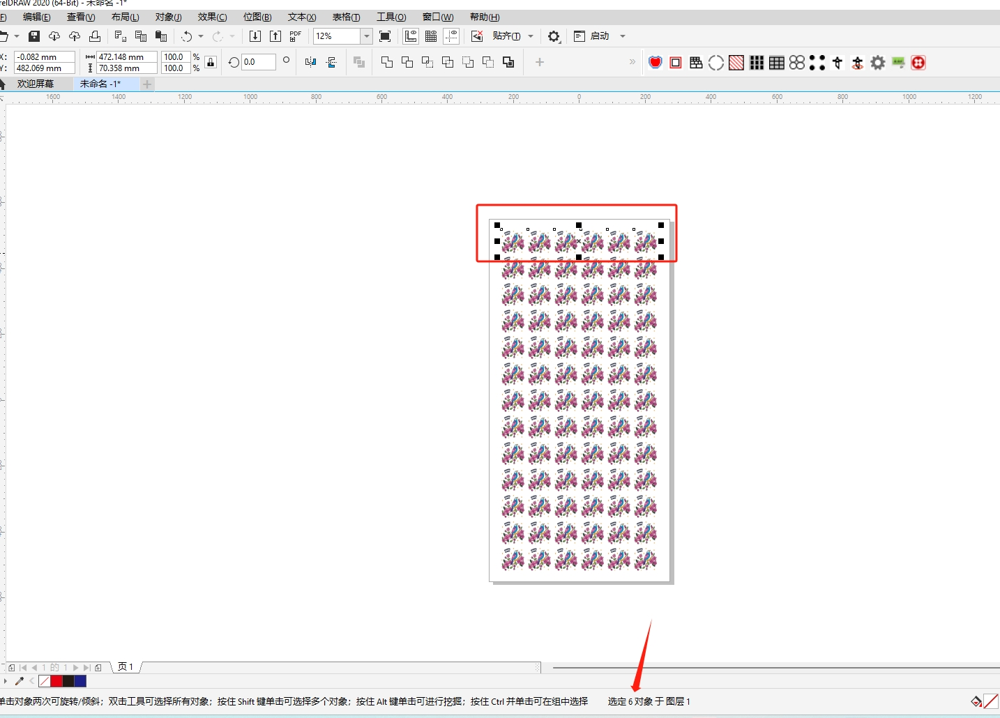 relDRAW 2020 (64-Bit) - 未命名 -1*
F) 编辑(E) 查看(V) 布局(L) 对象(J) 效果(C) 位图(B) 文本(X) 表格(T) 工具(O) 窗口(W) 帮助(H)
PDF 12% 贴齐(T) 启动
X: -0.082 mm 472.148 mm 100.0 % 0.0 °
Y: 482.069 mm 70.358 mm 100.0 %
欢迎屏幕 未命名 -1*
1600 1400 1200 1000 800 600 400 200 0 200 400 600 800 1000 1200
1 的 1 页 1
单击对象两次可旋转/倾斜；双击工具可选择所有对象；按住 Shift 键单击可选择多个对象；按住 Alt 键单击可进行挖掘；按住 Ctrl 并单击可在组中选择 选定 6 对象 于 图层 1